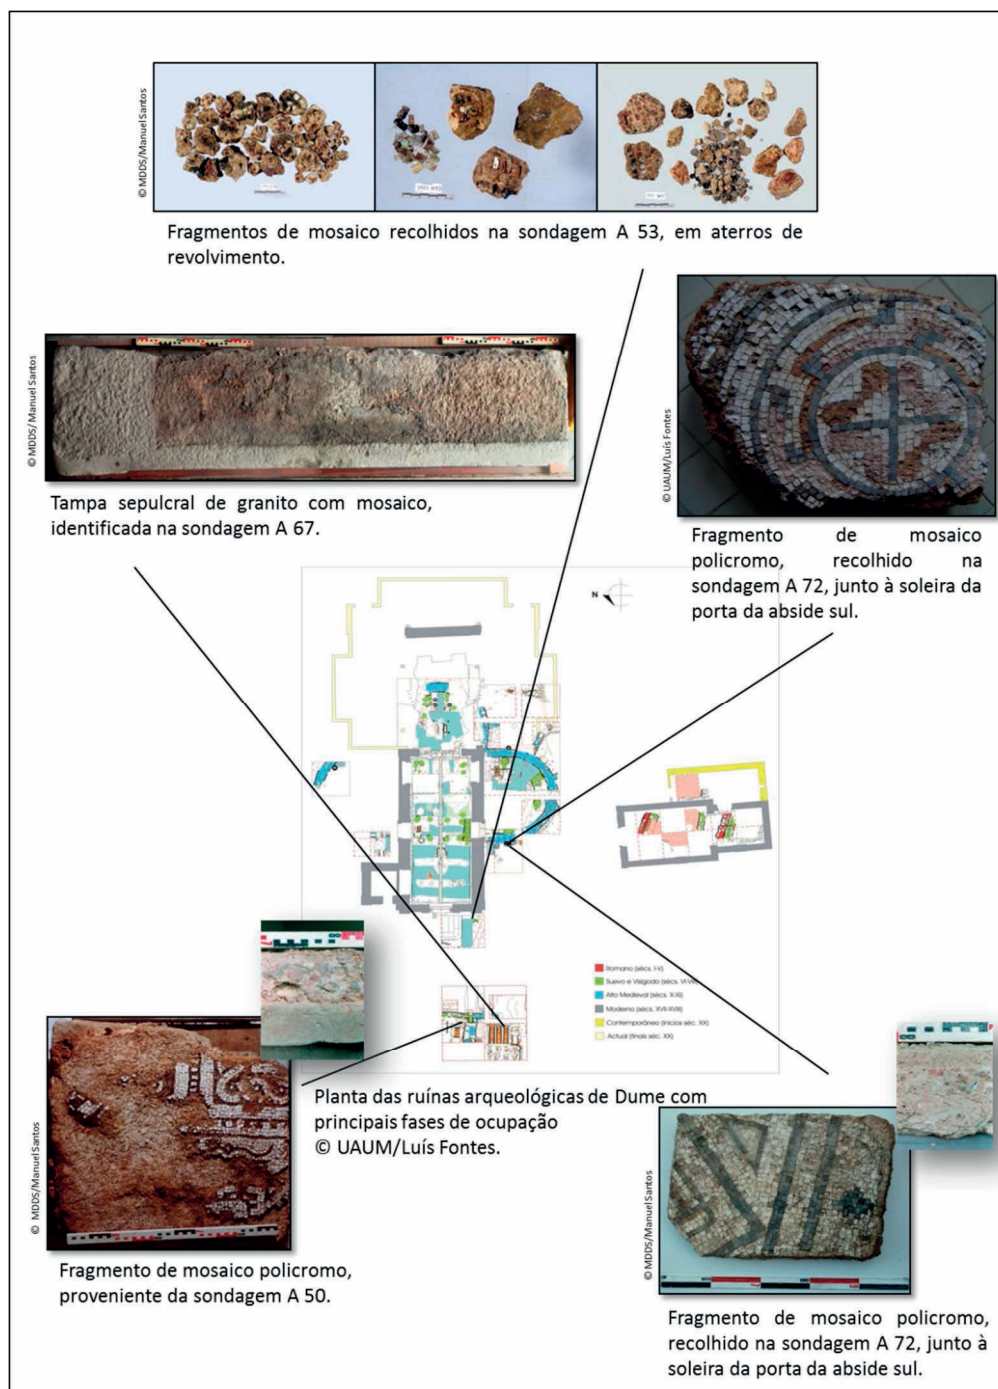 © MDDS/Manuel Santos
Fragmentos de mosaico recolhidos na sondagem A 53, em aterros de
revolvimento.
© MDDS/ Manuel Santos
Tampa sepulcral de granito com mosaico,
identificada na sondagem A 67.
© UAUM/Luís Fontes
Fragmento de mosaico
policromo, recolhido na
sondagem A 72, junto à soleira da
porta da abside sul.
N
Romano (sécs. I-V)
Suevo e Visigodo (sécs. VI-VIII)
Alto Medieval (sécs. X-XI)
Moderno (sécs. XVII-XVIII)
Contemporâneo (inícios séc. XX)
Actual (finais séc. XX)
Planta das ruínas arqueológicas de Dume com
principais fases de ocupação
© UAUM/Luís Fontes.
© MDDS/Manuel Santos
Fragmento de mosaico policromo,
proveniente da sondagem A 50.
© MDDS/Manuel Santos
Fragmento de mosaico policromo,
recolhido na sondagem A 72, junto à
soleira da porta da abside sul.